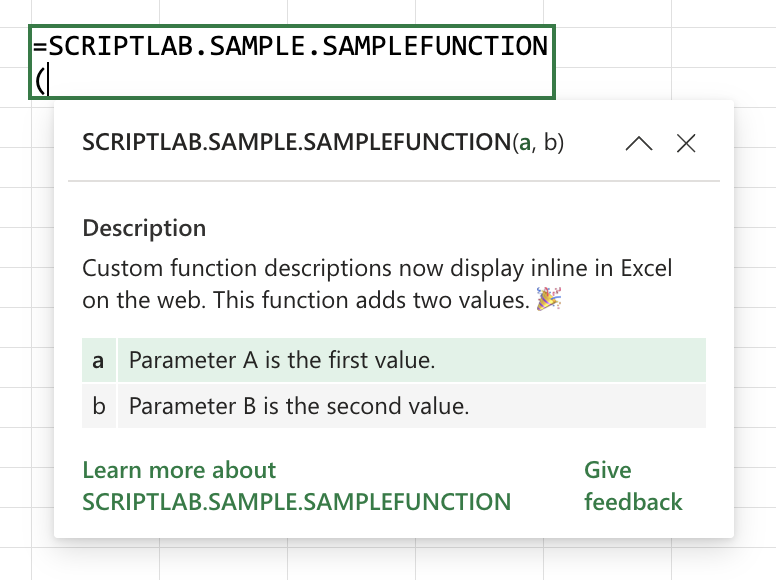 =SCRIPTLAB.SAMPLE.SAMPLEFUNCTION
(
SCRIPTLAB.SAMPLE.SAMPLEFUNCTION(a, b)
Description
Custom function descriptions now display inline in Excel
on the web. This function adds two values. 🎉
a Parameter A is the first value.
b Parameter B is the second value.
Learn more about
SCRIPTLAB.SAMPLE.SAMPLEFUNCTION
Give
feedback